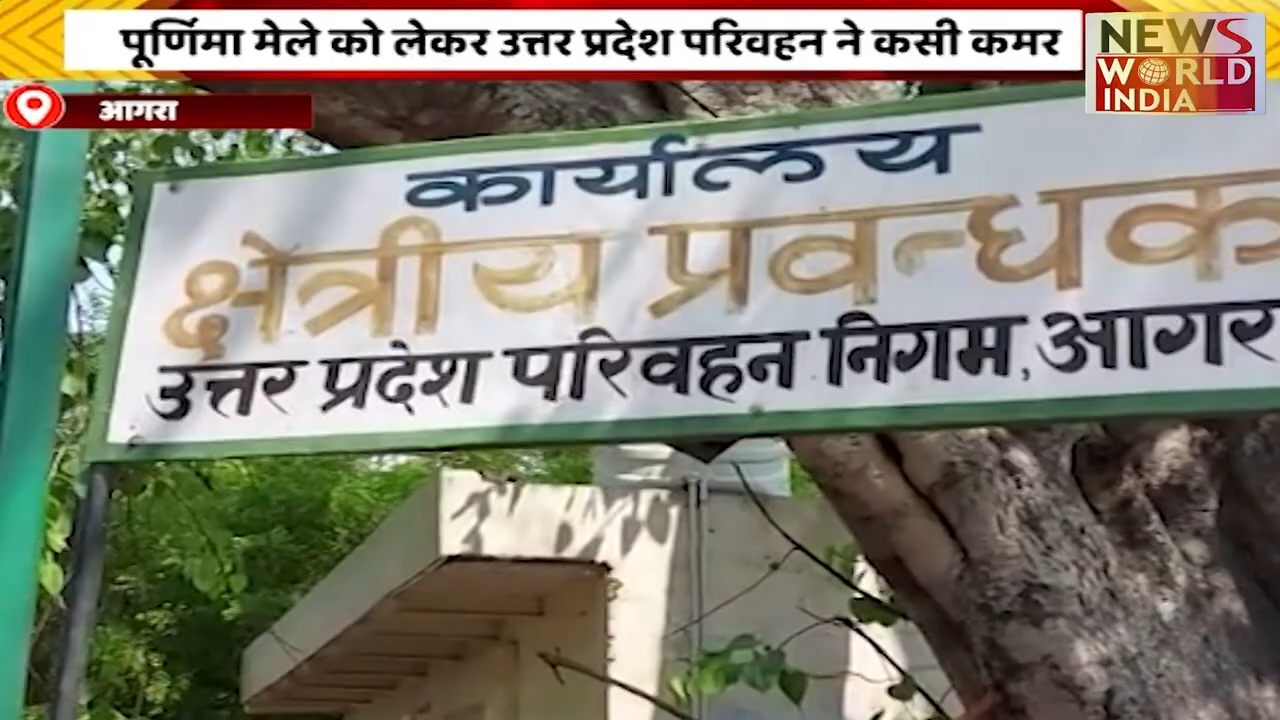 पूर्णिमा मेले को लेकर उत्तर प्रदेश परिवहन ने कसी कमर
NEWS
WORLD
INDIA
आगरा
कार्यालय
क्षेत्रीय प्रवन्धक
उत्तर प्रदेश परिवहन निगम, आगर